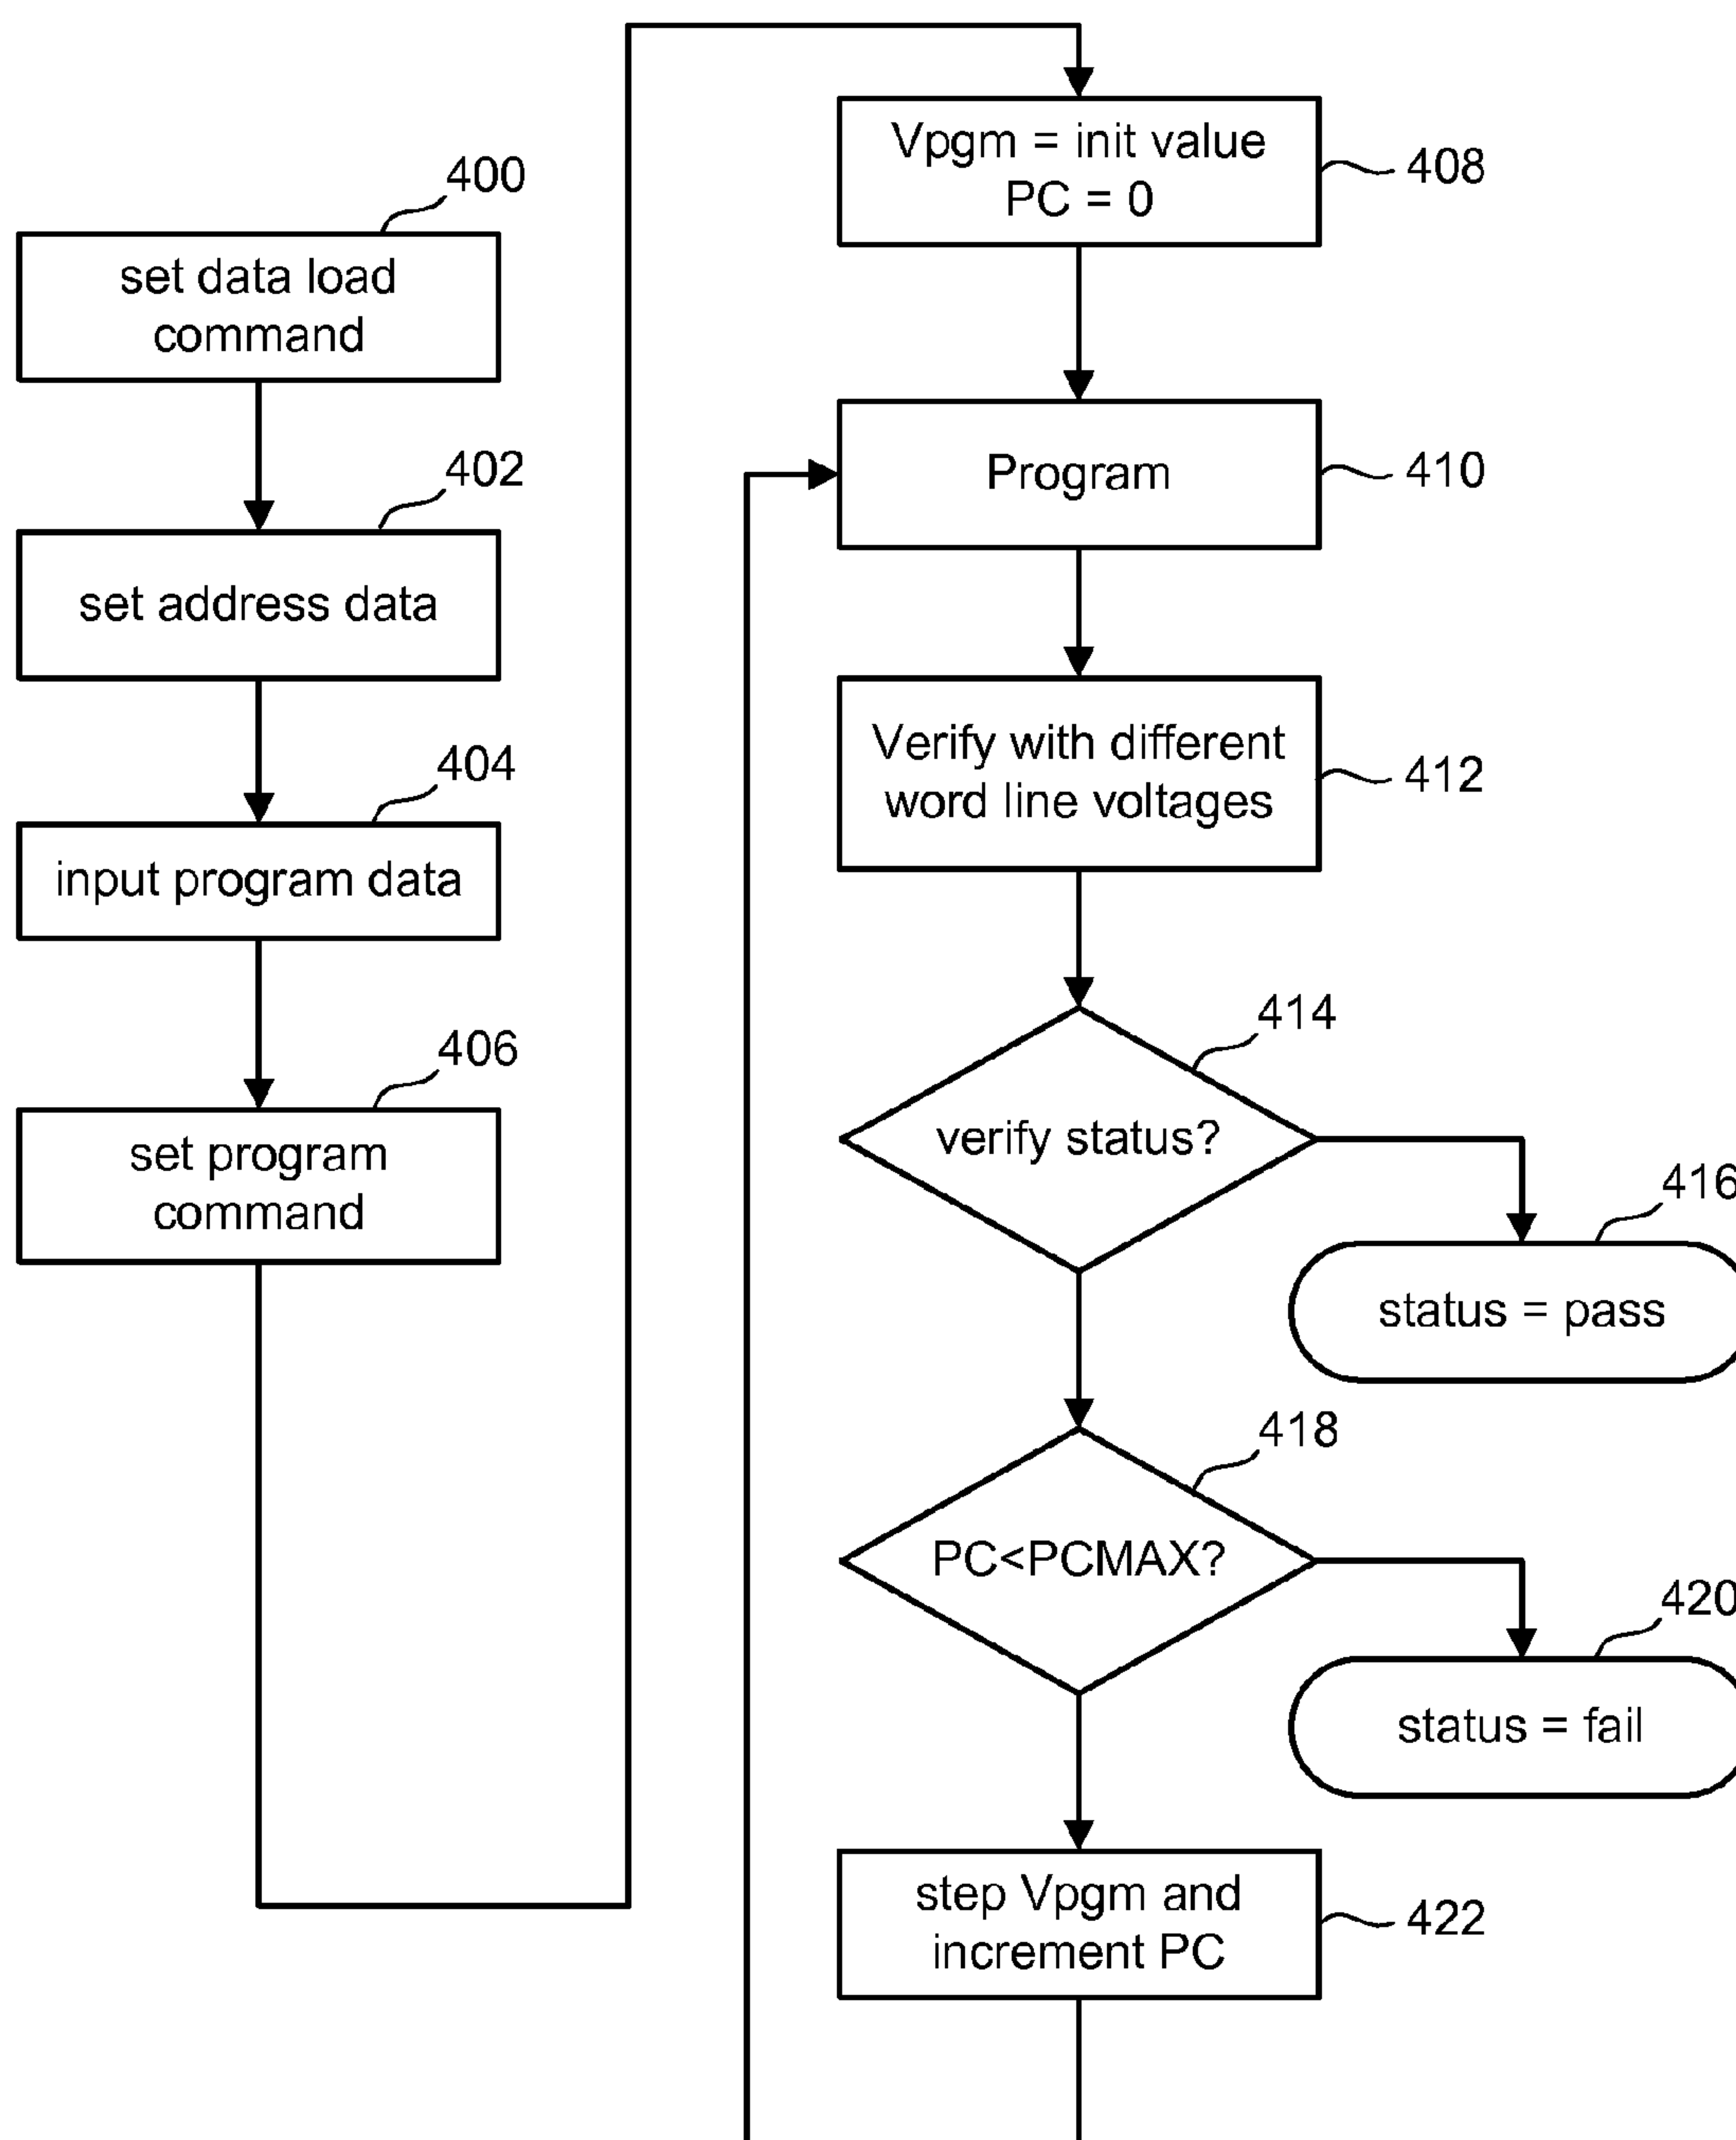 400
set data load
command
402
set address data
404
input program data
406
set program
command
Vpgm = init value
PC = 0
408
Program
410
Verify with different
word line voltages
412
414
verify status?
416
status = pass
418
PC<PCMAX?
420
status = fail
step Vpgm and
increment PC
422